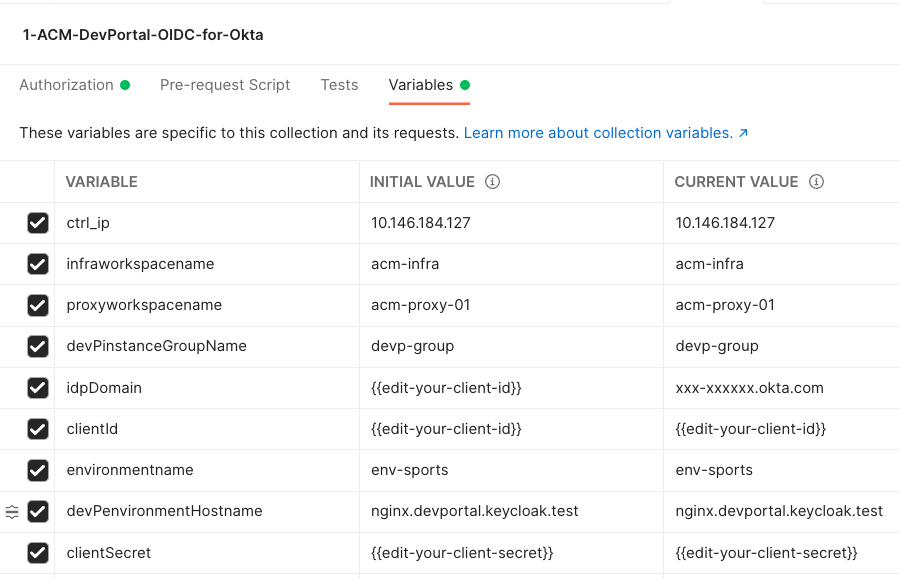 1-ACM-DevPortal-OIDC-for-Okta
Authorization Pre-request Script Tests Variables
These variables are specific to this collection and its requests. Learn more about collection variables. ↗
VARIABLE INITIAL VALUE CURRENT VALUE
ctrl_ip 10.146.184.127 10.146.184.127
infraworkspacename acm-infra acm-infra
proxyworkspacename acm-proxy-01 acm-proxy-01
devPinstanceGroupName devp-group devp-group
idpDomain {{edit-your-client-id}} xxx-xxxxxx.okta.com
clientId {{edit-your-client-id}} {{edit-your-client-id}}
environmentname env-sports env-sports
devPenvironmentHostname nginx.devportal.keycloak.test nginx.devportal.keycloak.test
clientSecret {{edit-your-client-secret}} {{edit-your-client-secret}}